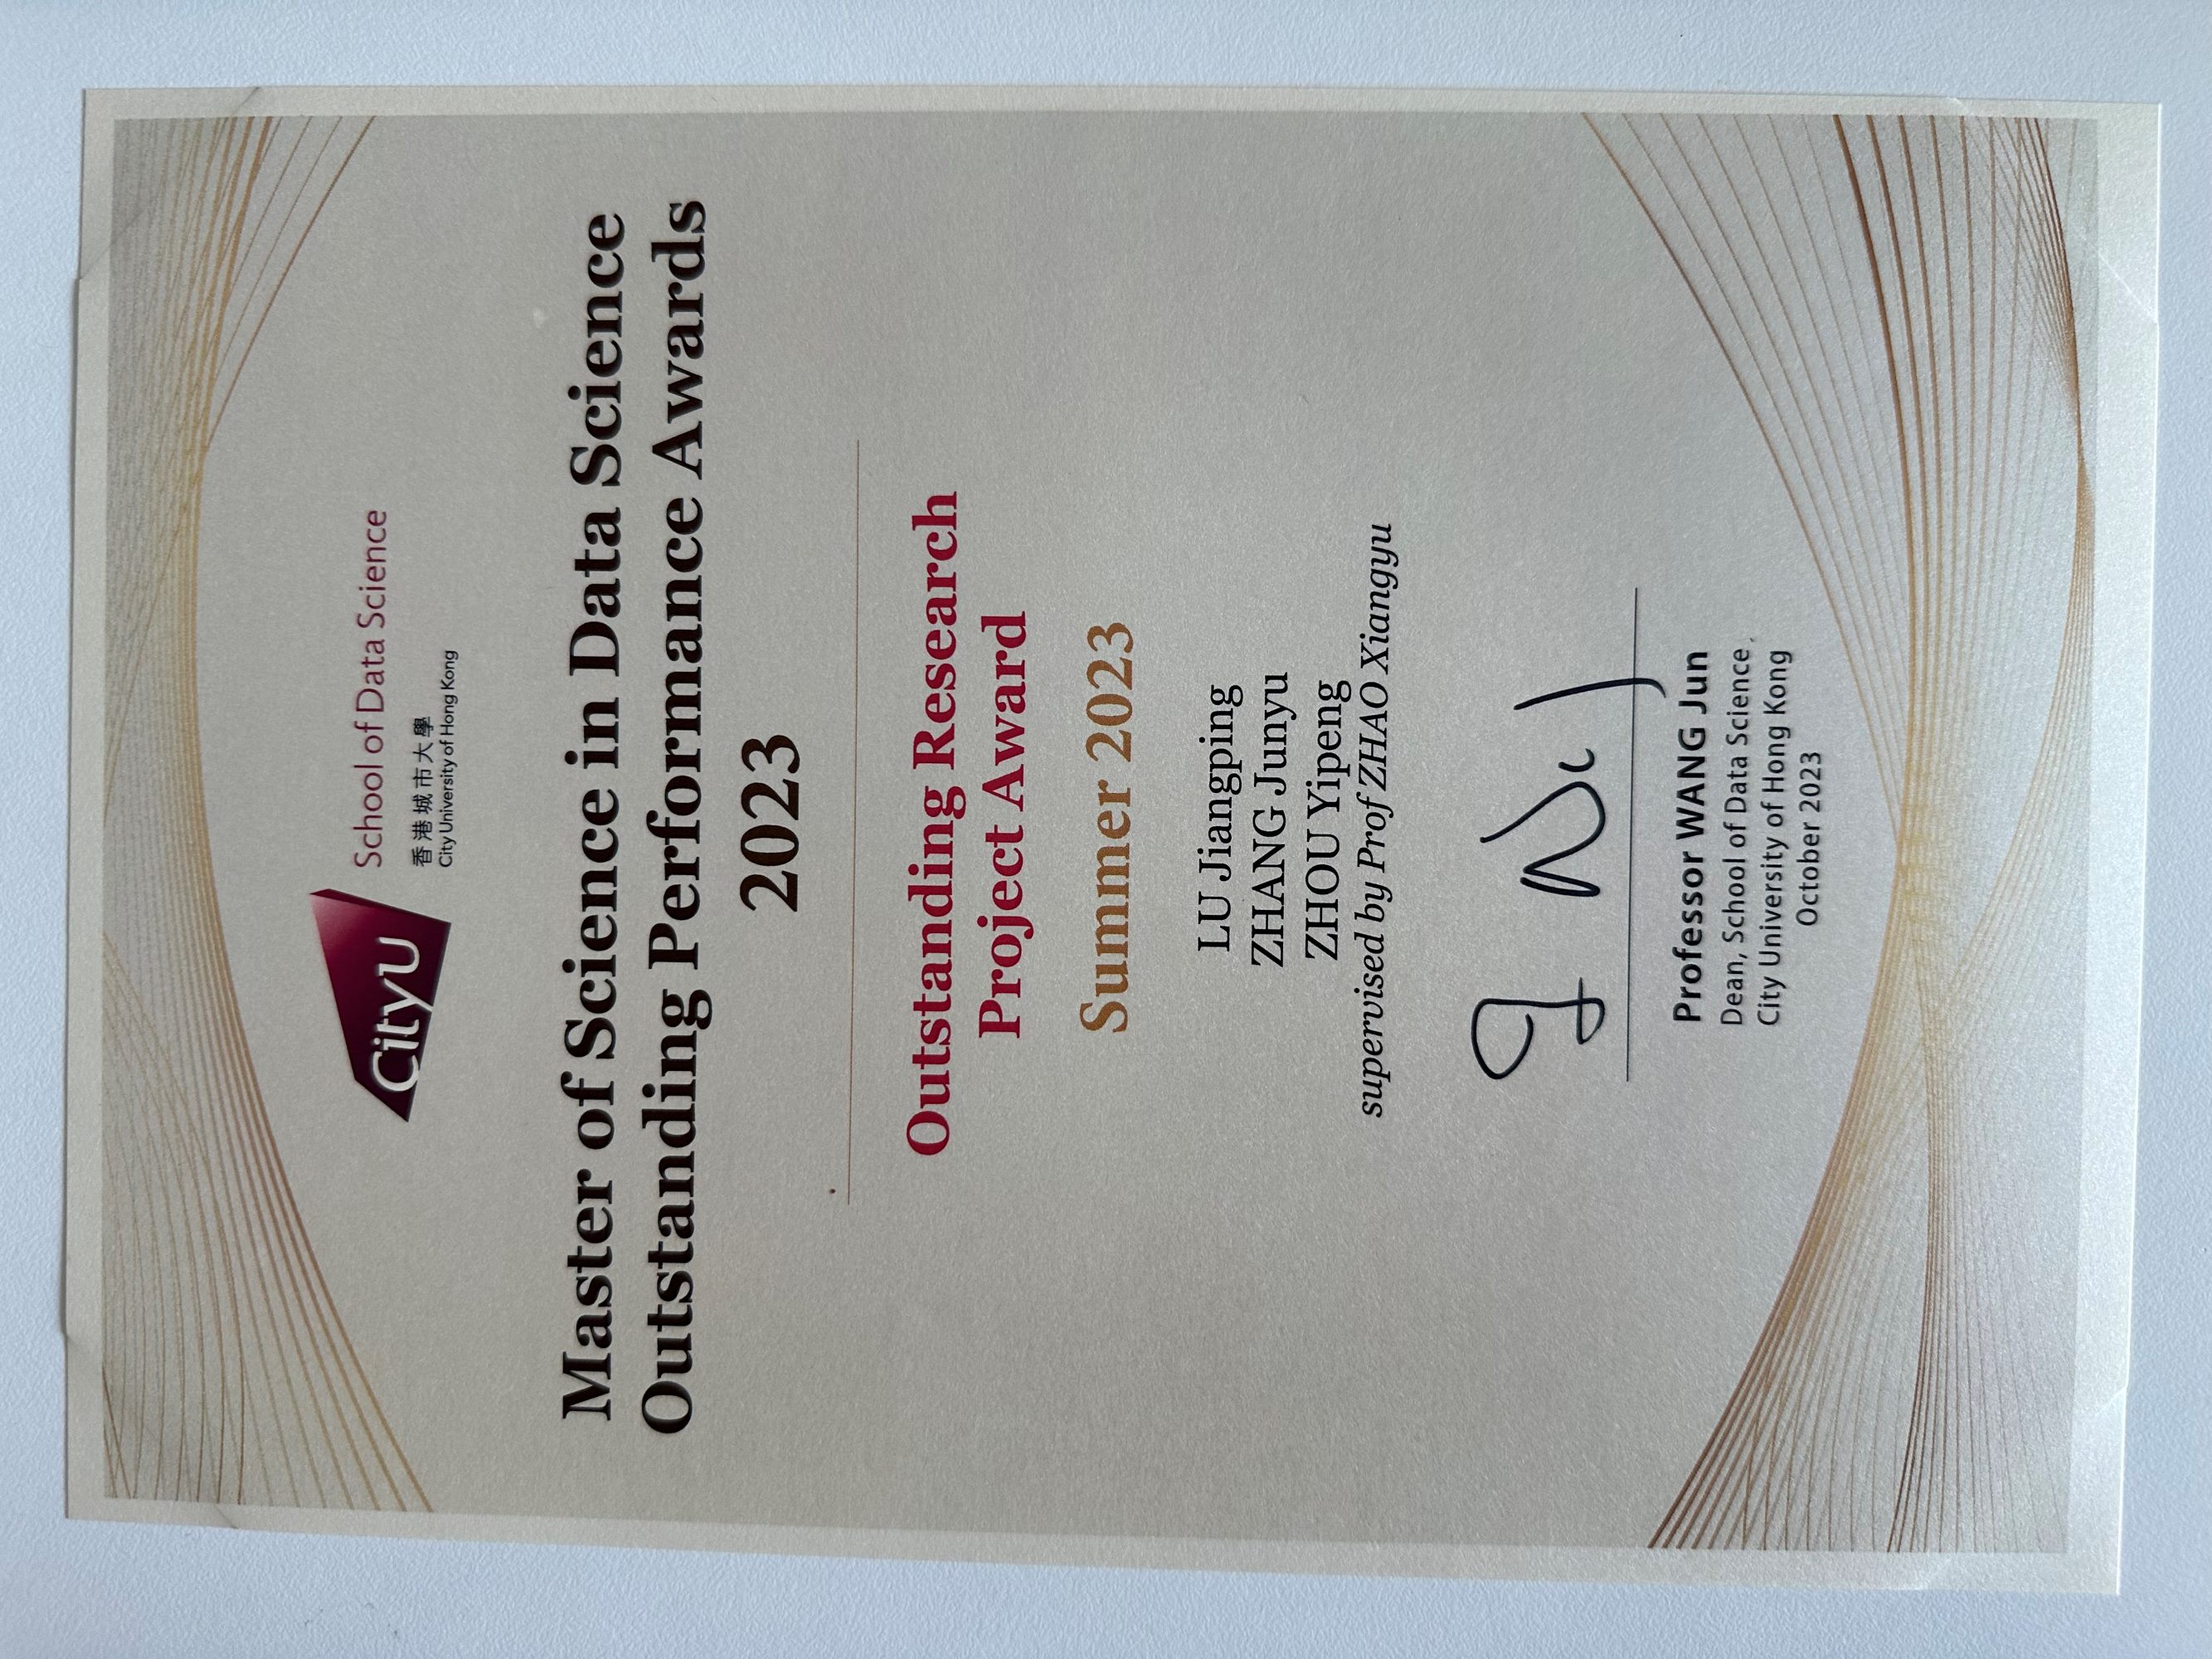 CityU
School of Data Science
香港城市大學
City University of Hong Kong
Master of Science in Data Science
Outstanding Performance Awards
2023
Outstanding Research
Project Award
Summer 2023
LU Jiangping
ZHANG Junyu
ZHOU Yipeng
supervised by Prof ZHAO Xiangyu
Professor WANG Jun
Dean, School of Data Science
City University of Hong Kong
October 2023